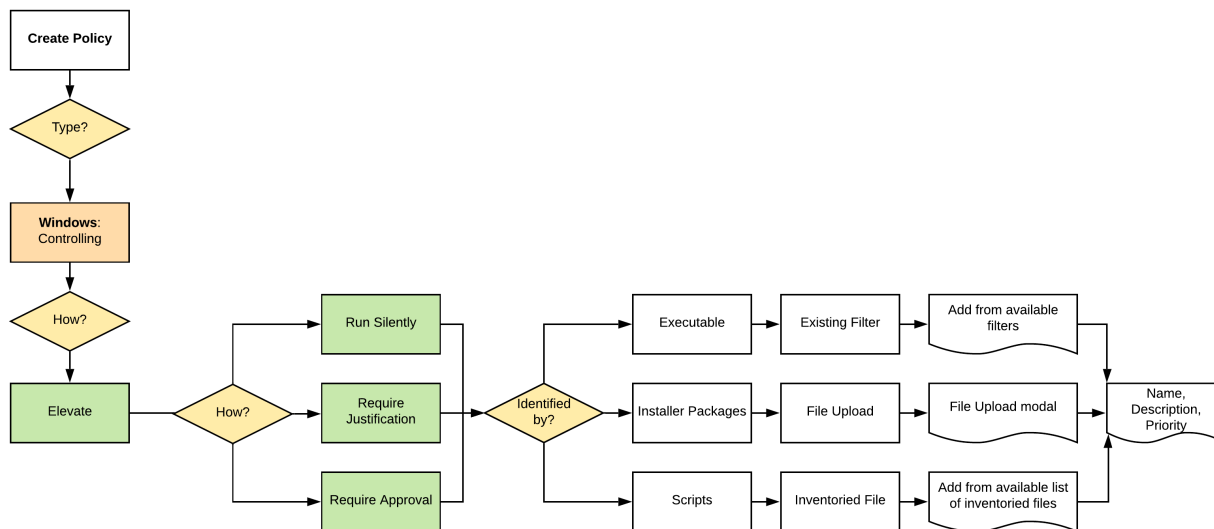 Create Policy
Type?
Windows:
Controlling
How?
Elevate
How?
Run Silently
Require
Justification
Require Approval
Identified
by?
Executable
Existing Filter
Add from available
filters
Installer Packages
File Upload
File Upload modal
Scripts
Inventoried File
Add from available list
of inventoried files
Name,
Description,
Priority